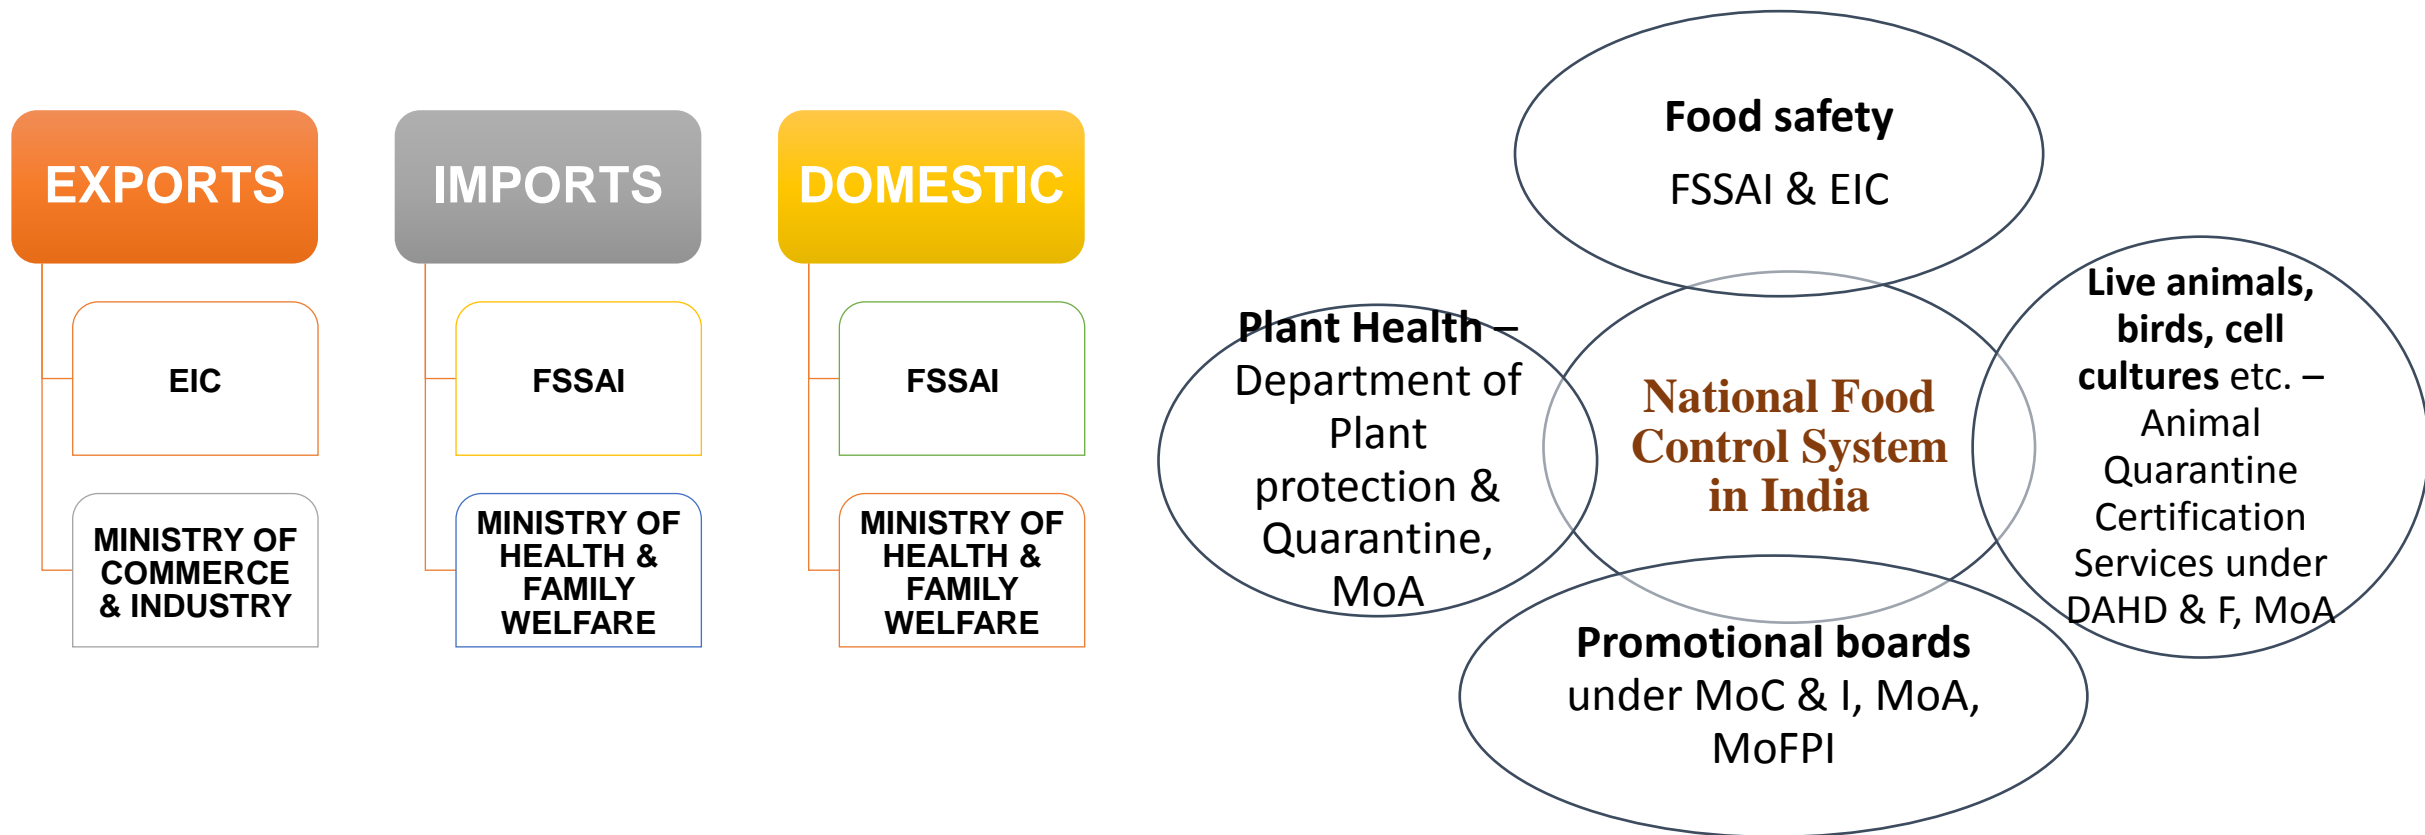 EXPORTS
EIC
MINISTRY OF
COMMERCE
& INDUSTRY
IMPORTS
FSSAI
MINISTRY OF
HEALTH &
FAMILY
WELFARE
DOMESTIC
FSSAI
MINISTRY OF
HEALTH &
FAMILY
WELFARE
Food safety
FSSAI & EIC
Plant Health –
Department of
Plant
protection &
Quarantine,
MoA
National Food
Control System
in India
Live animals,
birds, cell
cultures etc. –
Animal
Quarantine
Certification
Services under
DAHD & F, MoA
Promotional boards
under MoC & I, MoA,
MoFPI